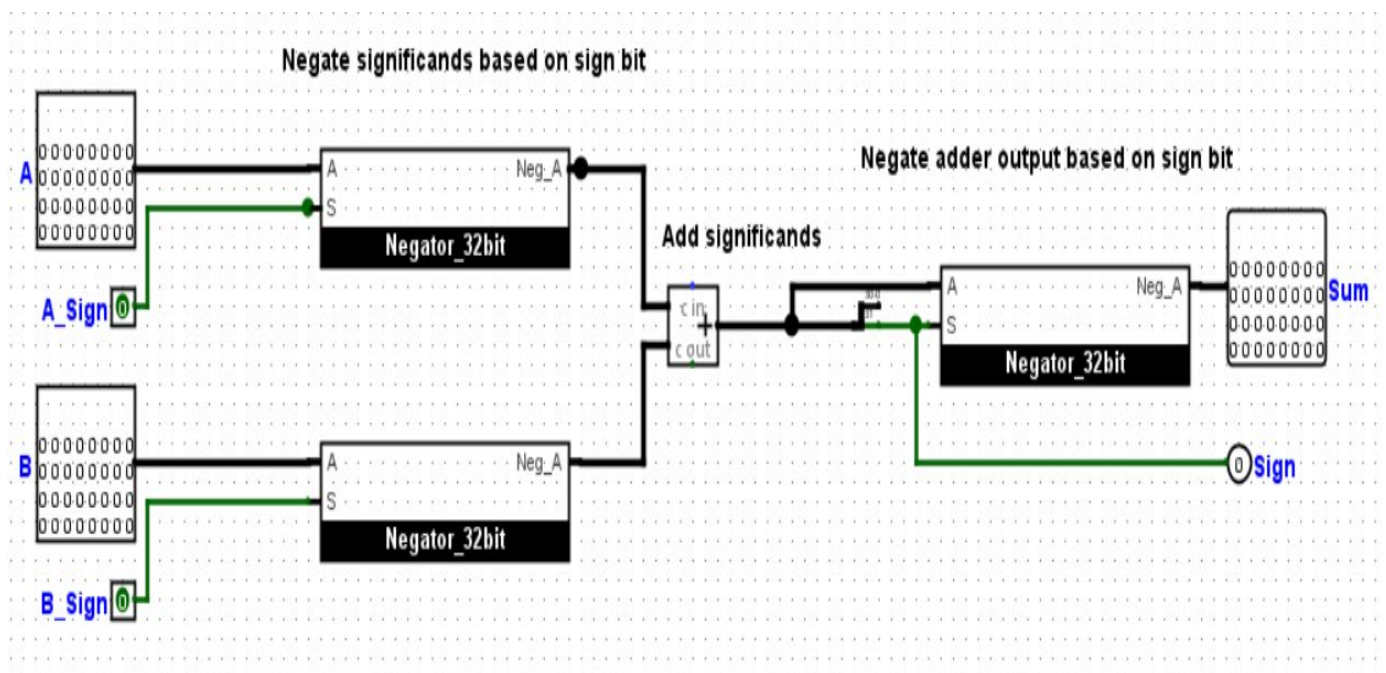 Negate significands based on sign bit
A
00000000
00000000
00000000
00000000
A
S
Neg_A
Negator_32bit
A_Sign
0
B
00000000
00000000
00000000
00000000
A
S
Neg_A
Negator_32bit
B_Sign
0
Add significands
c in
+
c out
Negate adder output based on sign bit
A
S
Neg_A
Negator_32bit
00000000
00000000
00000000
00000000
Sum
0
Sign